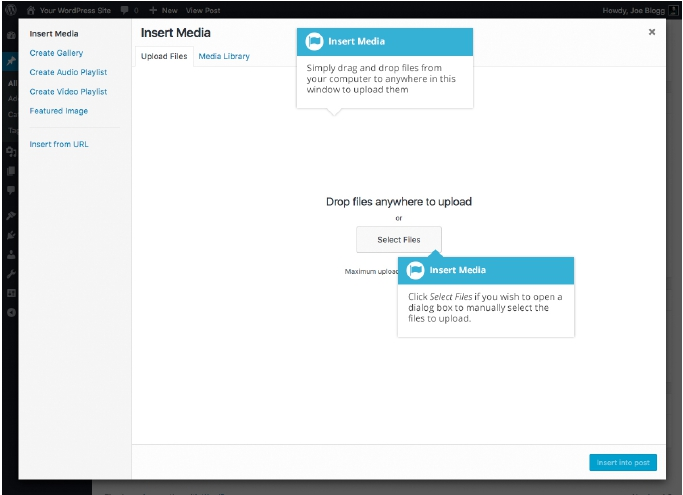 Your WordPress Site 0 + New View Post Howdy, Joe Blogg
Insert Media
Create Gallery
Create Audio Playlist
Create Video Playlist
Featured Image
Insert from URL
Insert Media
Upload Files Media Library
Insert Media
Simply drag and drop files from
your computer to anywhere in this
window to upload them
Drop files anywhere to upload
or
Select Files
Maximum upload
Insert Media
Click Select Files if you wish to open a
dialog box to manually select the
files to upload.
Insert into post
All